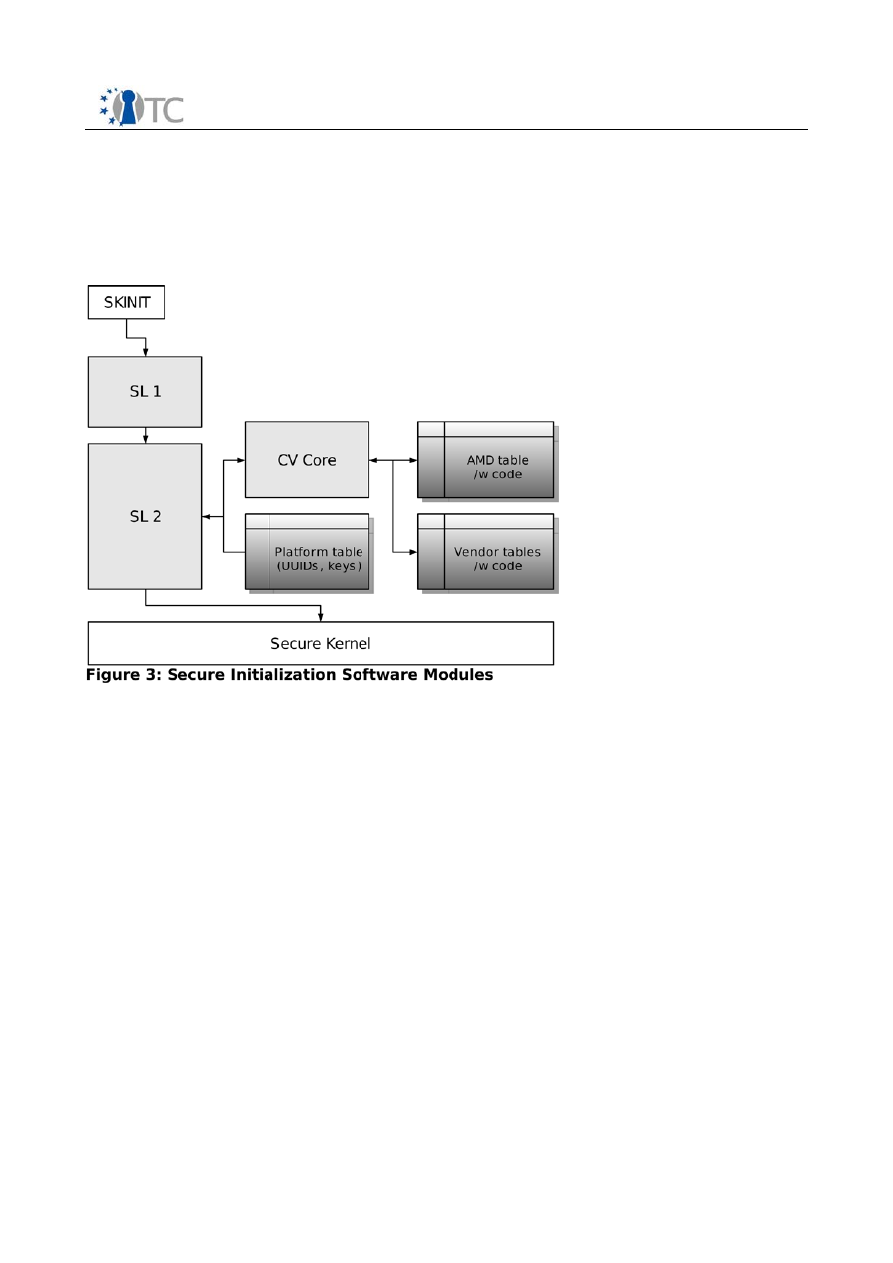 TC
SKINIT
SL 1
SL 2
CV Core
AMD table
/w code
Platform table
(UUIDs, keys)
Vendor tables
/w code
Secure Kernel
Figure 3: Secure Initialization Software Modules